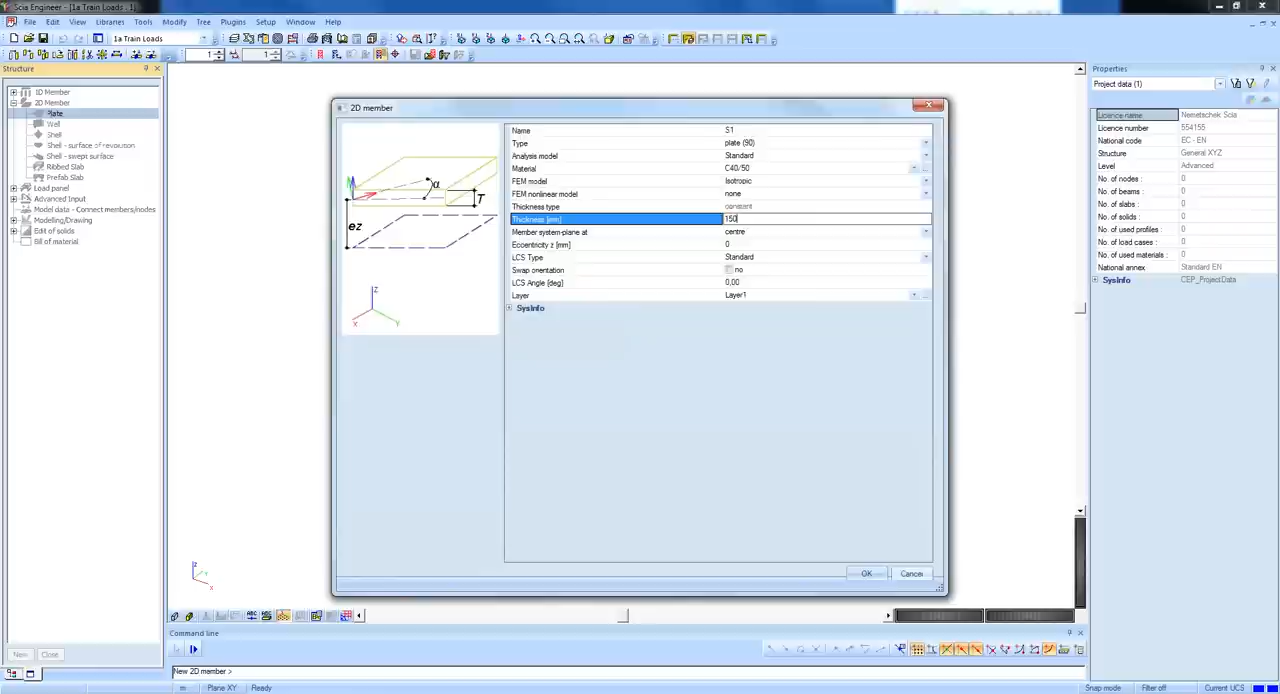 Scia Engineer - [1a Train Loads : 1]
File Edit View Libraries Tools Modify Tree Plugins Setup Window Help
1a Train Loads
1 1
Structure
1D Member
2D Member
Plate
Wall
Shell
Shell - surface of revolution
Shell - swept surface
Ribbed Slab
Prefab Slab
Load panel
Advanced Input
Model data - Connect members/nodes
Modelling/Drawing
Edit of solids
Bill of material
New Close
2D member
α
T
ez
z
x
Y
Name S1
Type plate (90)
Analysis model Standard
Material C40/50
FEM model Isotropic
FEM nonlinear model none
Thickness type constant
Thickness [mm] 150
Member system-plane at centre
Eccentricity z [mm] 0
LCS Type Standard
Swap orientation no
LCS Angle [deg] 0,00
Layer Layer1
SysInfo
OK Cancel
Properties
Project data (1)
Licence name Nemetschek Scia
Licence number 554155
National code EC - EN
Structure General XYZ
Level Advanced
No. of nodes : 0
No. of beams : 0
No. of slabs : 0
No. of solids : 0
No. of used profiles : 0
No. of load cases : 0
No. of used materials : 0
National annex Standard EN
SysInfo CEP_ProjectData
Command line
New 2D member >
m Plane XY Ready Snap mode Filter off Current UCS